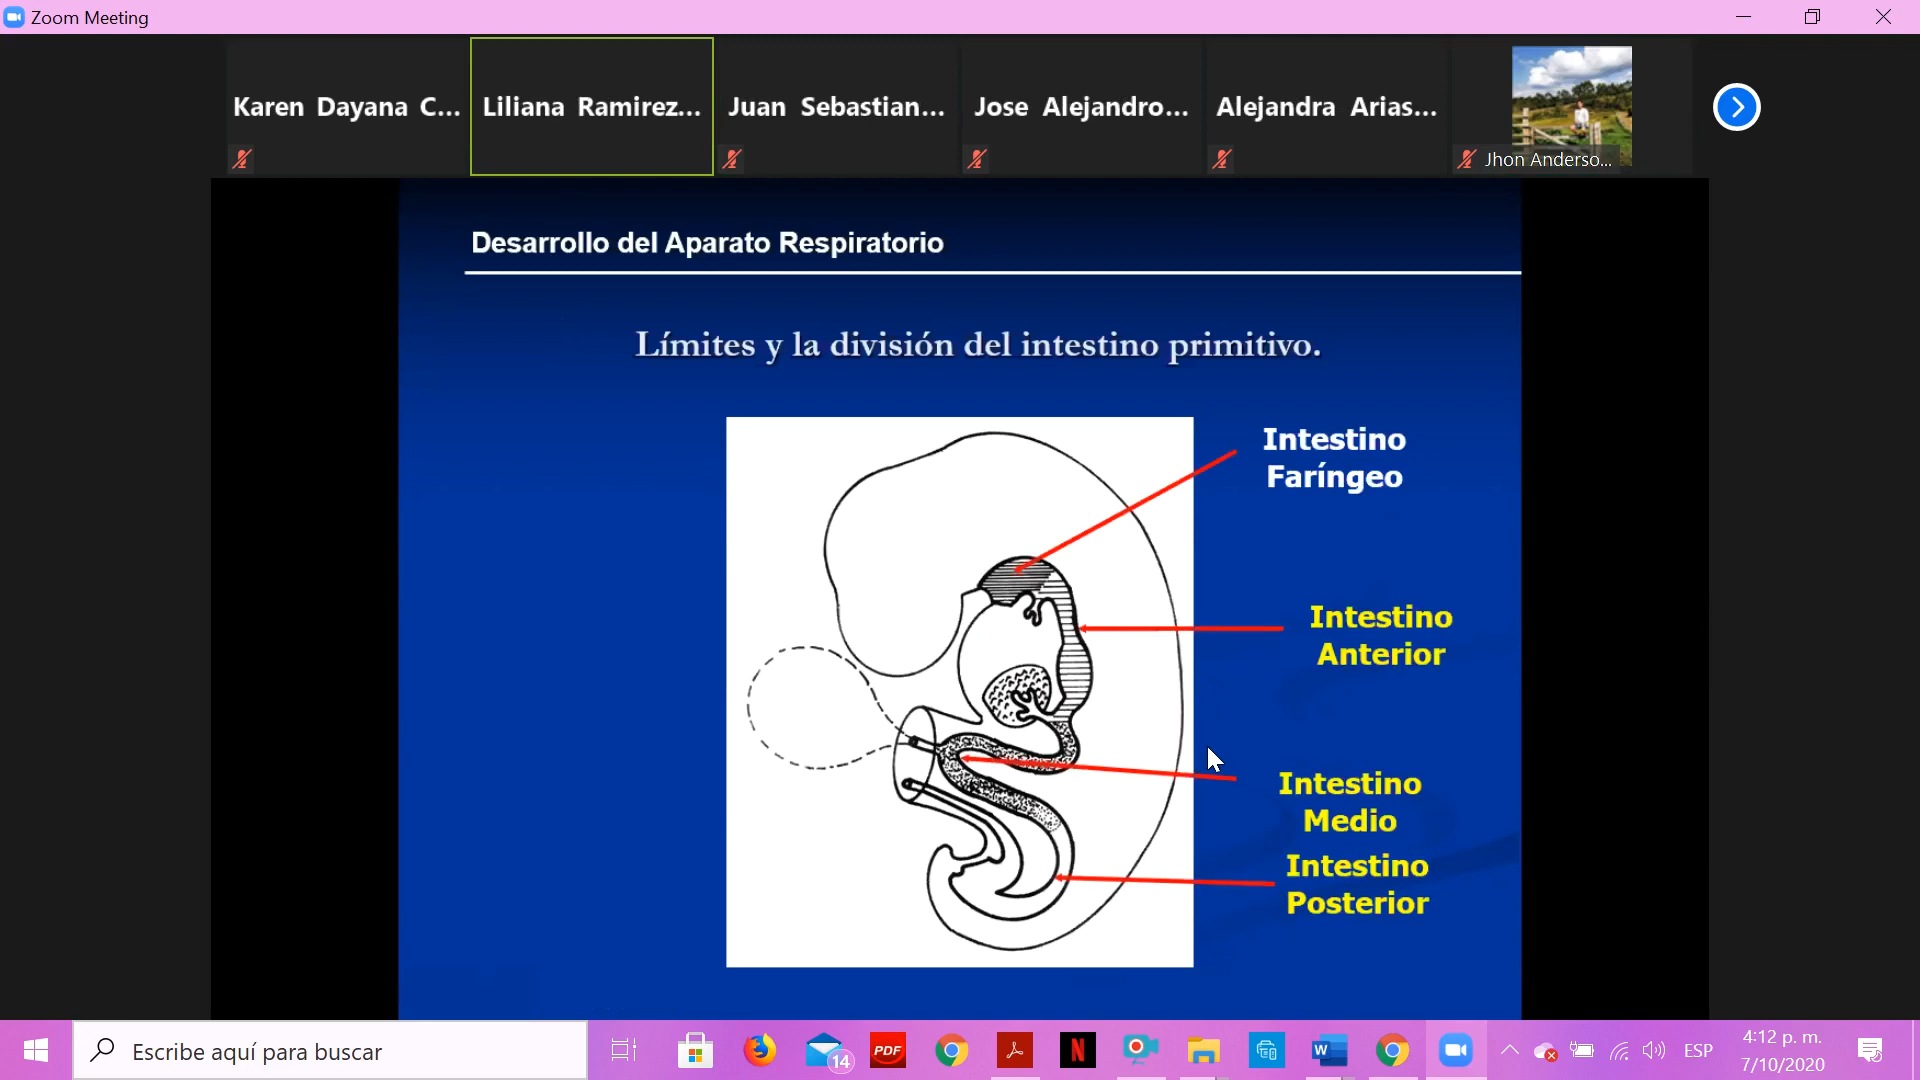 Zoom Meeting
Karen Dayana C...
Liliana Ramirez...
Juan Sebastian...
Jose Alejandro...
Alejandra Arias...
Jhon Anderso...
Desarrollo del Aparato Respiratorio
Límites y la división del intestino primitivo.
Intestino
Faríngeo
Intestino
Anterior
Intestino
Medio
Intestino
Posterior
Escribe aquí para buscar
14
PDF
N
W
ESP
4:12 p. m.
7/10/2020